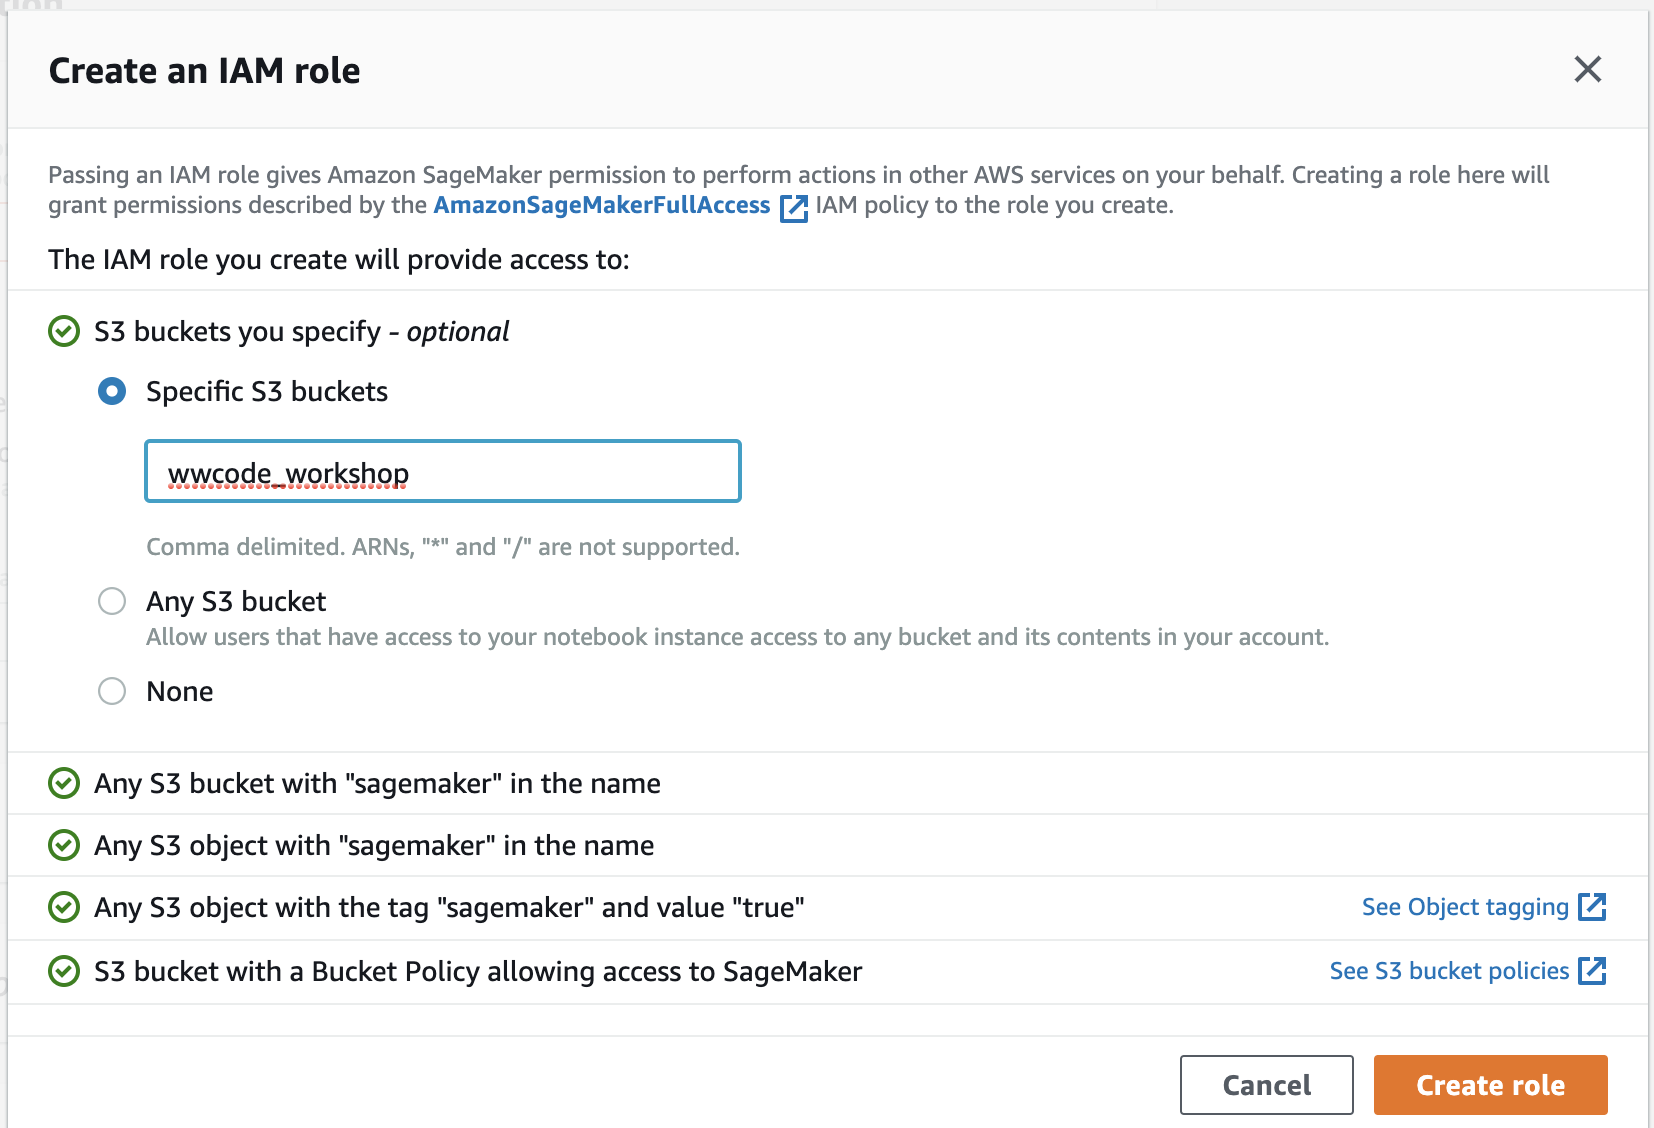 Create an IAM role
Passing an IAM role gives Amazon SageMaker permission to perform actions in other AWS services on your behalf. Creating a role here will
grant permissions described by the AmazonSageMakerFullAccess IAM policy to the role you create.
The IAM role you create will provide access to:
S3 buckets you specify - optional
Specific S3 buckets
wwcode_workshop
Comma delimited. ARNs, "*" and "/" are not supported.
Any S3 bucket
Allow users that have access to your notebook instance access to any bucket and its contents in your account.
None
Any S3 bucket with "sagemaker" in the name
Any S3 object with "sagemaker" in the name
Any S3 object with the tag "sagemaker" and value "true" See Object tagging
S3 bucket with a Bucket Policy allowing access to SageMaker See S3 bucket policies
Cancel Create role